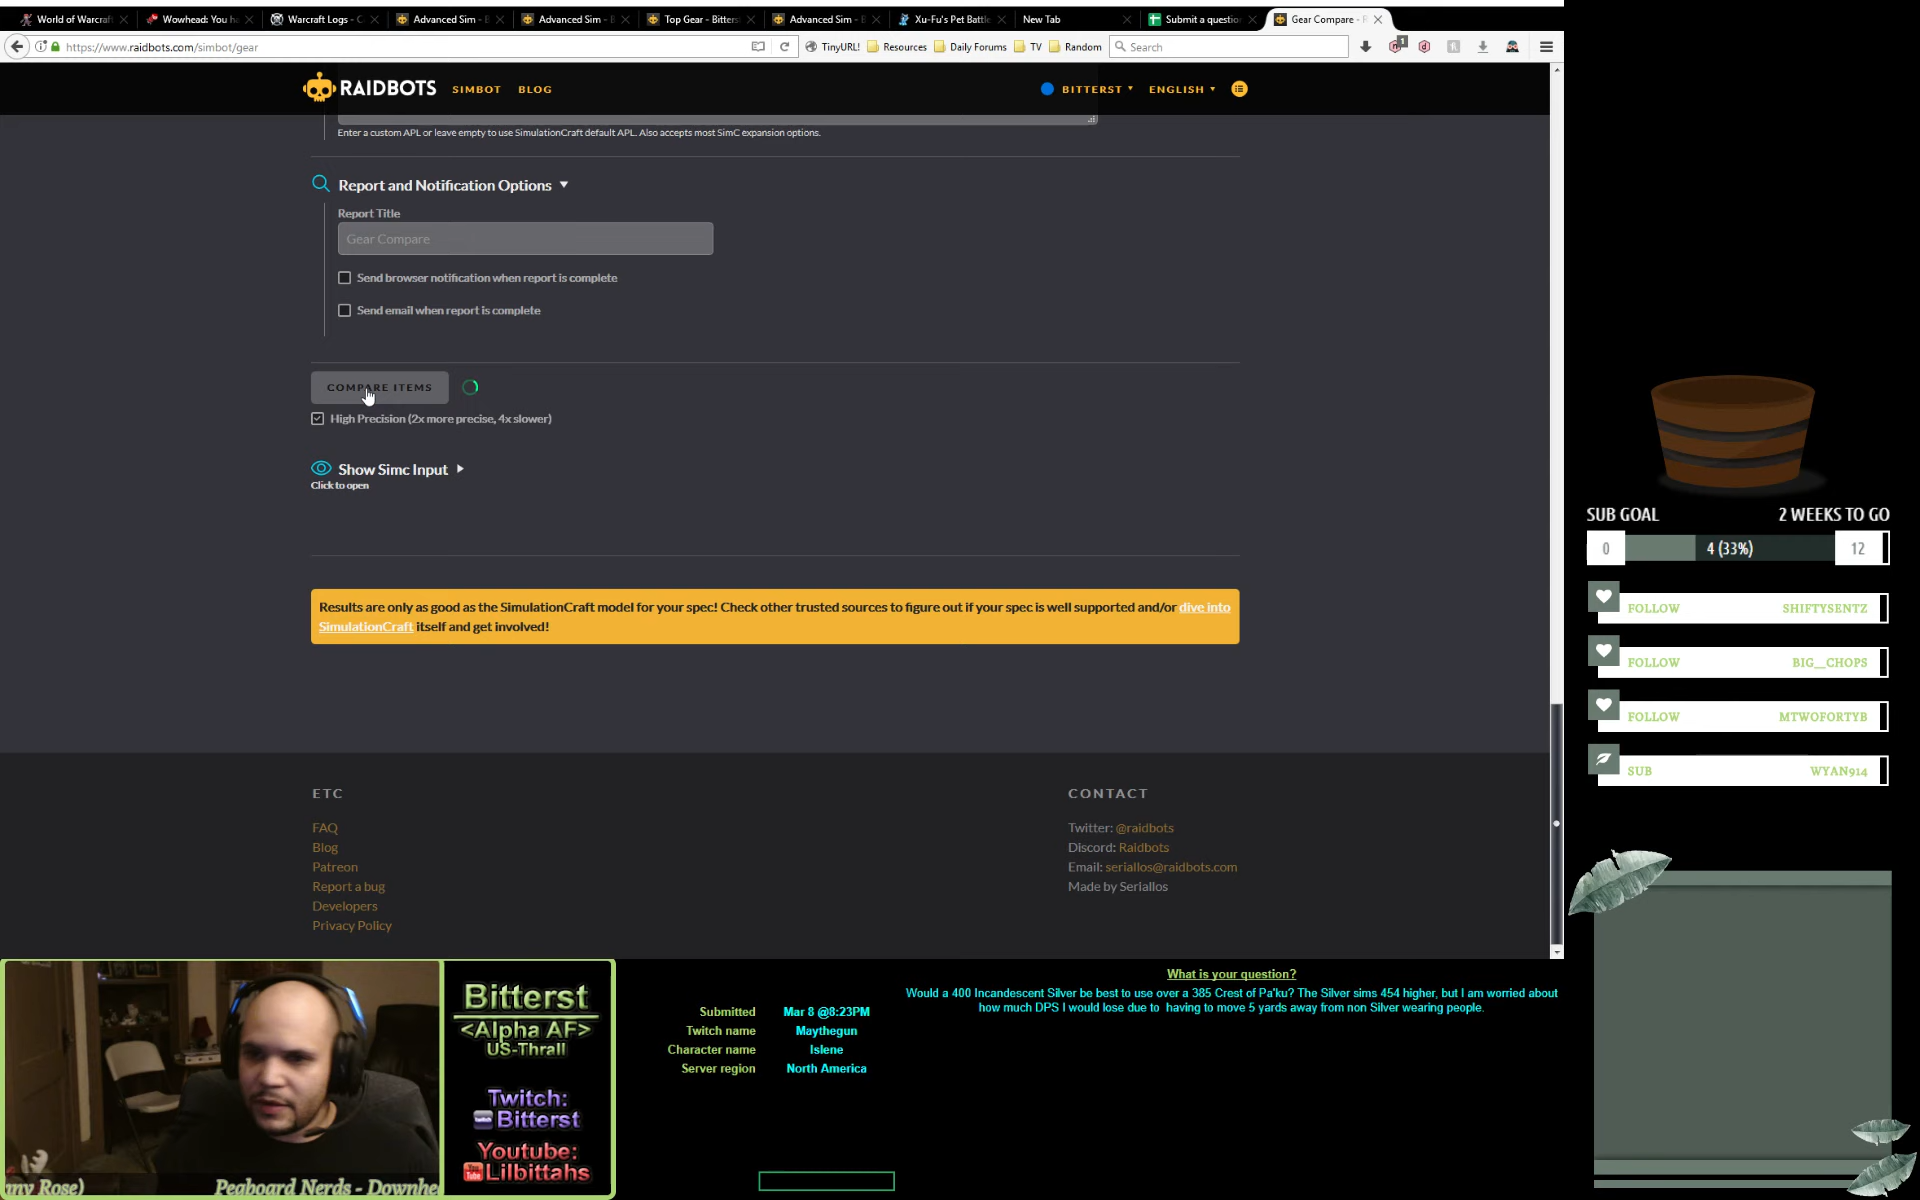 World of Warcraf
Wowhead: You ha
Warcraft Logs - C
Advanced Sim - B
Advanced Sim - B
Top Gear - Bitters
Advanced Sim - B
Xu-Fu's Pet Battl
New Tab
Submit a questio
Gear Compare - R
https://www.raidbots.com/simbot/gear
TinyURL!
Resources
Daily Forums
TV
Random
Search
1
RAIDBOTS
SIMBOT
BLOG
BITTERST
ENGLISH
Enter a custom APL or leave empty to use SimulationCraft default APL. Also accepts most SimC expansion options.
Report and Notification Options
Report Title
Gear Compare
Send browser notification when report is complete
Send email when report is complete
COMPARE ITEMS
High Precision (2x more precise, 4x slower)
Show Simc Input
Click to open
Results are only as good as the SimulationCraft model for your spec! Check other trusted sources to figure out if your spec is well supported and/or dive into
SimulationCraft itself and get involved!
ETC
FAQ
Blog
Patreon
Report a bug
Developers
Privacy Policy
CONTACT
Twitter: @raidbots
Discord: Raidbots
Email: seriallos@raidbots.com
Made by Seriallos
SUB GOAL
2 WEEKS TO GO
0
4 (33%)
12
FOLLOW SHIFTYSENTZ
FOLLOW BIG__CHOPS
FOLLOW MTWOFORTYB
SUB WYAN914
Bitterst
<Alpha AF>
US-Thrall
Twitch:
Bitterst
Youtube:
Lilbittahs
Submitted Mar 8 @8:23PM
Twitch name Maythegun
Character name Islene
Server region North America
What is your question?
Would a 400 Incandescent Silver be best to use over a 385 Crest of Pa'ku? The Silver sims 454 higher, but I am worried about
how much DPS I would lose due to having to move 5 yards away from non Silver wearing people.
ny Rose)
Pegboard Nerds - Downhe